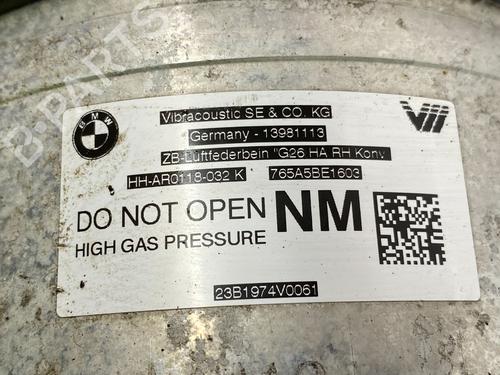 B-PARTS
BMW
Vibracoustic SE & CO. KG
Germany - 13981113
ZB-Luftfederbein "G26 HA RH Konv
HH-AR0118-032 K 765A5BE1603
DO NOT OPEN NM
HIGH GAS PRESSURE
23B1974V0061